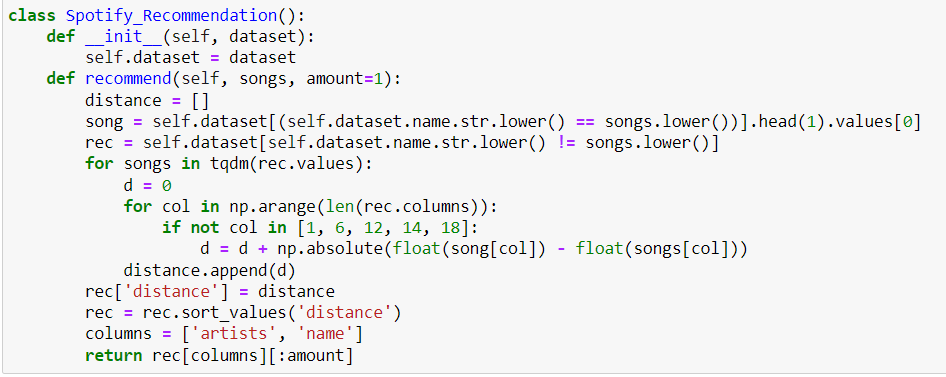 class Spotify_Recommendation():
    def __init__(self, dataset):
        self.dataset = dataset
    def recommend(self, songs, amount=1):
        distance = []
        song = self.dataset[(self.dataset.name.str.lower() == songs.lower())].head(1).values[0]
        rec = self.dataset[self.dataset.name.str.lower() != songs.lower()]
        for songs in tqdm(rec.values):
            d = 0
            for col in np.arange(len(rec.columns)):
                if not col in [1, 6, 12, 14, 18]:
                    d = d + np.absolute(float(song[col]) - float(songs[col]))
            distance.append(d)
        rec['distance'] = distance
        rec = rec.sort_values('distance')
        columns = ['artists', 'name']
        return rec[columns][:amount]